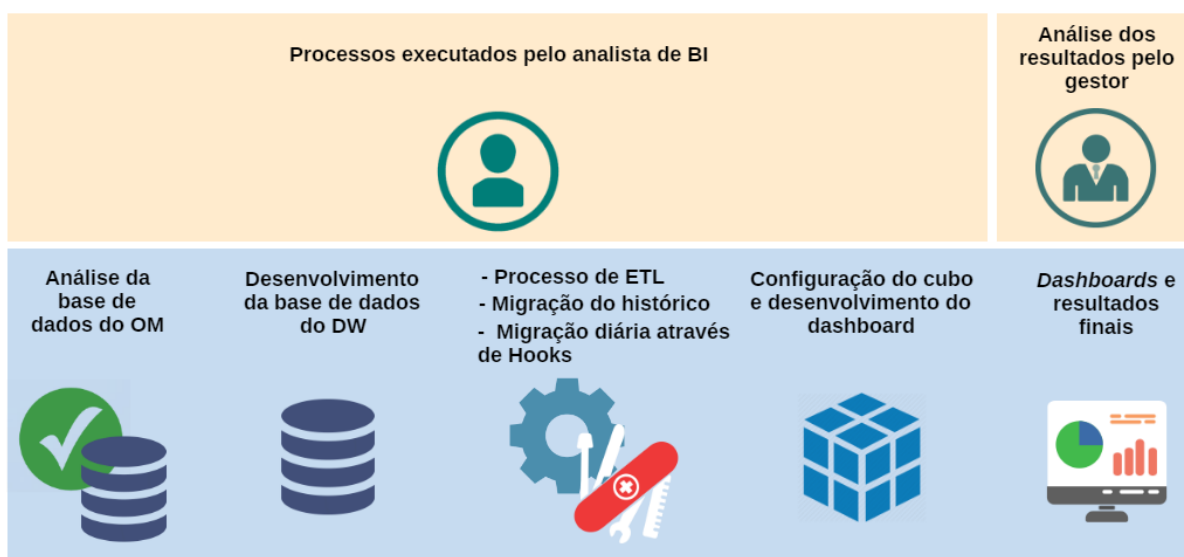 Processos executados pelo analista de BI
Análise dos
resultados pelo
gestor
Análise da
base de
dados do OM
Desenvolvimento
da base de dados
do DW
- Processo de ETL
- Migração do histórico
- Migração diária através
de Hooks
Configuração do cubo
e desenvolvimento do
dashboard
Dashboards e
resultados
finais